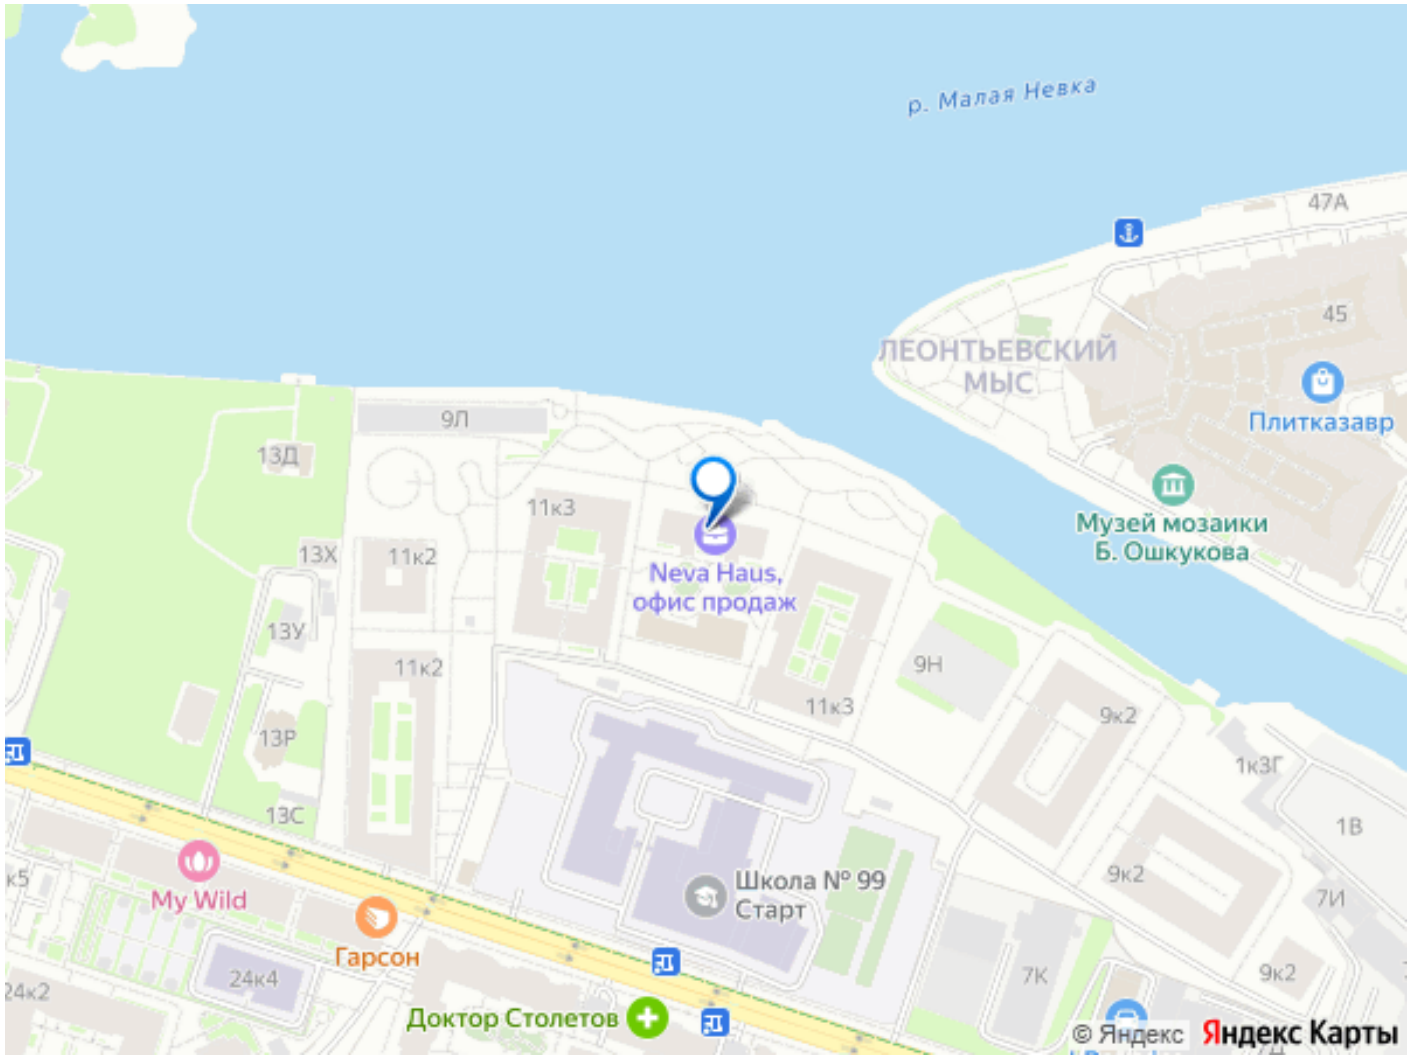 р. Малая Невка
47А
45
ЛЕОНТЬЕВСКИЙ
МЫС
Плитказавр
9Л
13Д
Музей мозаики
Б. Ошкукова
11к3
13Х
11к2
Neva Haus,
офис продаж
13У
11к2
9Н
11к3
9к2
13Р
1к3Г
13С
1В
к5
My Wild
Школа № 99
Старт
9к2
7И
Гарсон
24к4
24к2
7К
9к2
Доктор Столетов
© Яндекс
Яндекс Карты